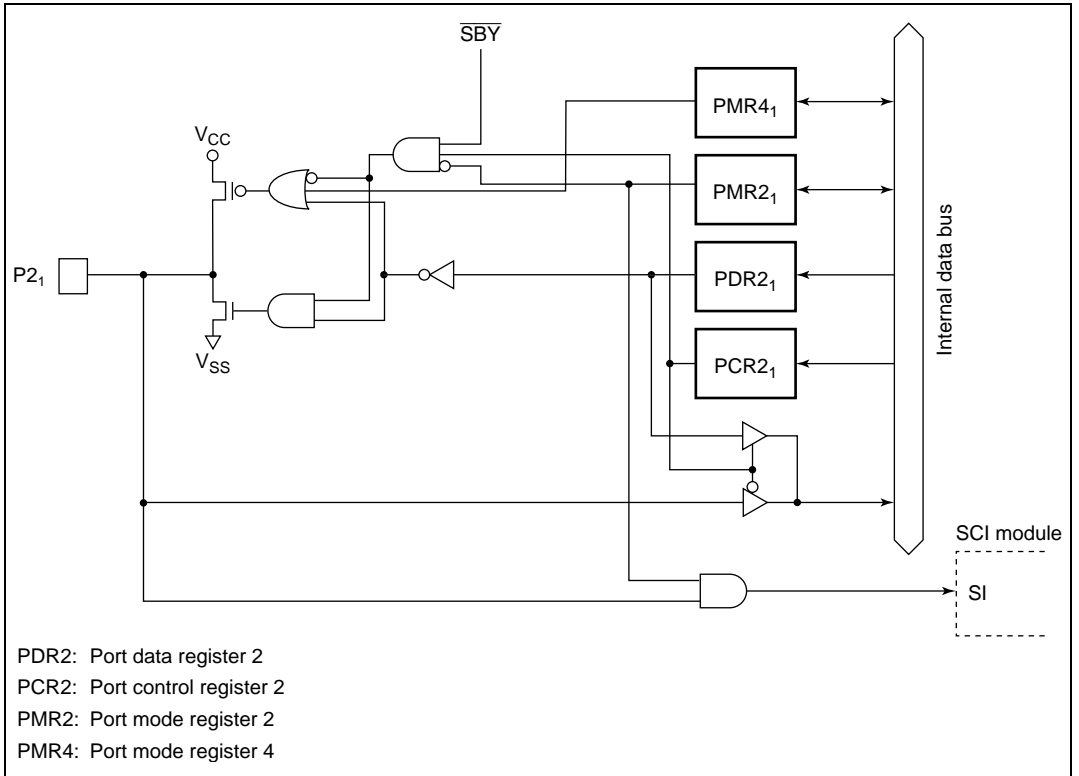 S̅B̅Y̅
PMR4₁
V_CC
PMR2₁
P2₁
PDR2₁
V_SS
PCR2₁
Internal data bus
SCI module
SI
PDR2: Port data register 2
PCR2: Port control register 2
PMR2: Port mode register 2
PMR4: Port mode register 4